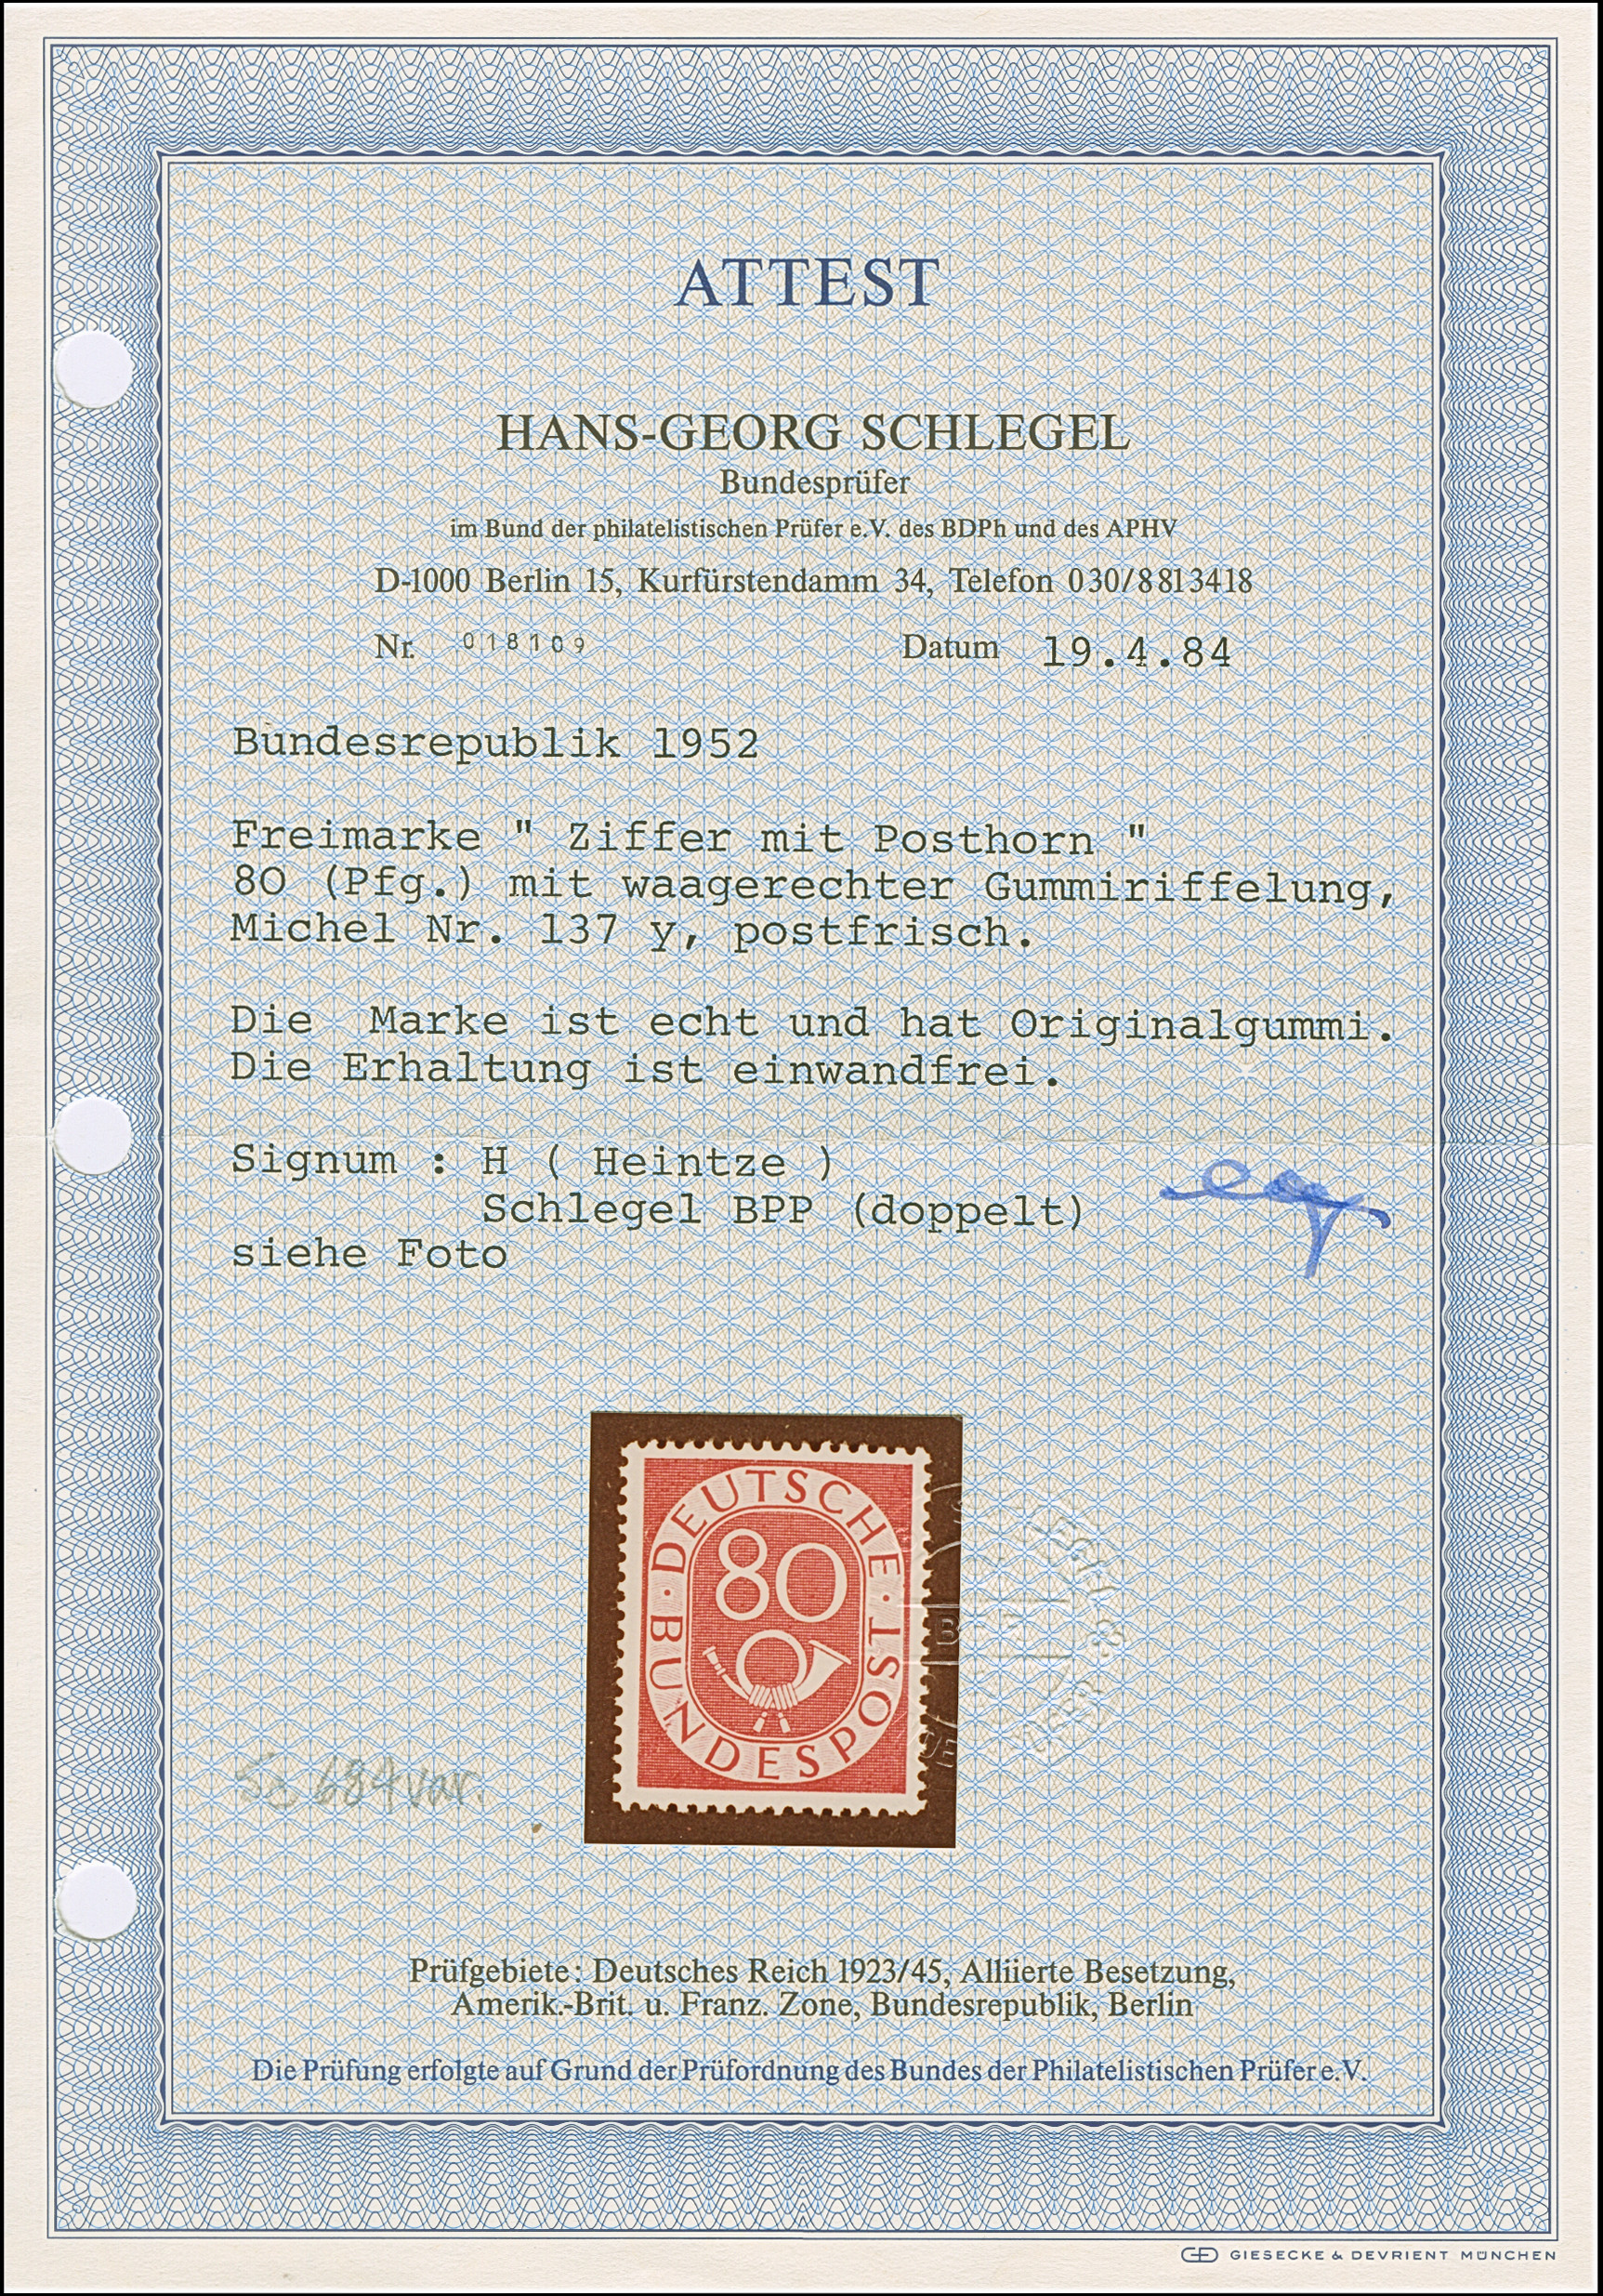 ATTEST
HANS-GEORG SCHLEGEL
Bundesprüfer
im Bund der philatelistischen Prüfer e.V. des BDPh und des APHV
D-1000 Berlin 15, Kurfürstendamm 34, Telefon 030/8813418
Nr. 018109 Datum 19.4.84
Bundesrepublik 1952
Freimarke " Ziffer mit Posthorn "
80 (Pfg.) mit waagerechter Gummiriffelung,
Michel Nr. 137 y, postfrisch.
Die Marke ist echt und hat Originalgummi.
Die Erhaltung ist einwandfrei.
Signum : H ( Heintze )
Schlegel BPP (doppelt)
siehe Foto
DEUTSCHE · BUNDESPOST ·
80
Sc 684 var.
Prüfgebiete: Deutsches Reich 1923/45, Alliierte Besetzung,
Amerik.-Brit. u. Franz. Zone, Bundesrepublik, Berlin
Die Prüfung erfolgte auf Grund der Prüfordnung des Bundes der Philatelistischen Prüfer e.V.
GD GIESECKE & DEVRIENT MÜNCHEN